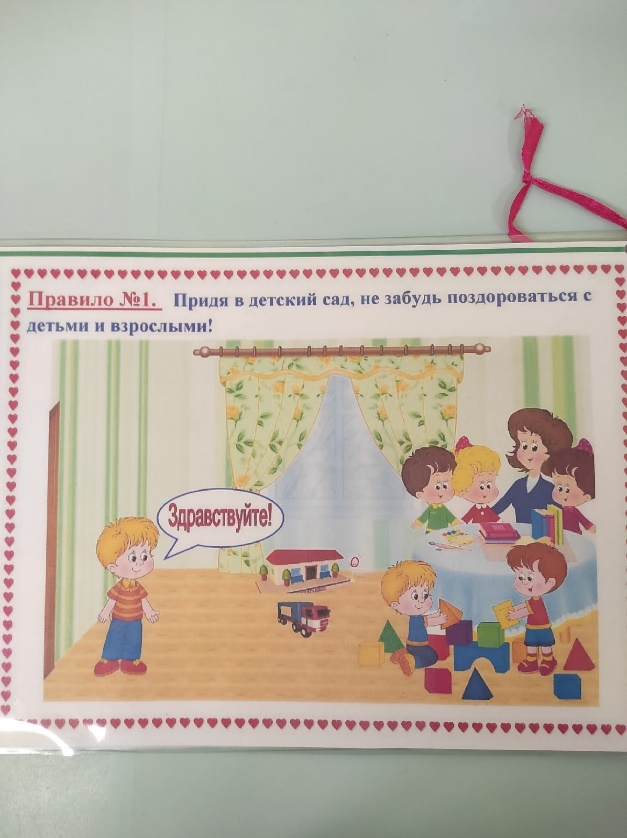 Правило №1. Придя в детский сад, не забудь поздороваться с
детьми и взрослыми!
Здравствуйте!